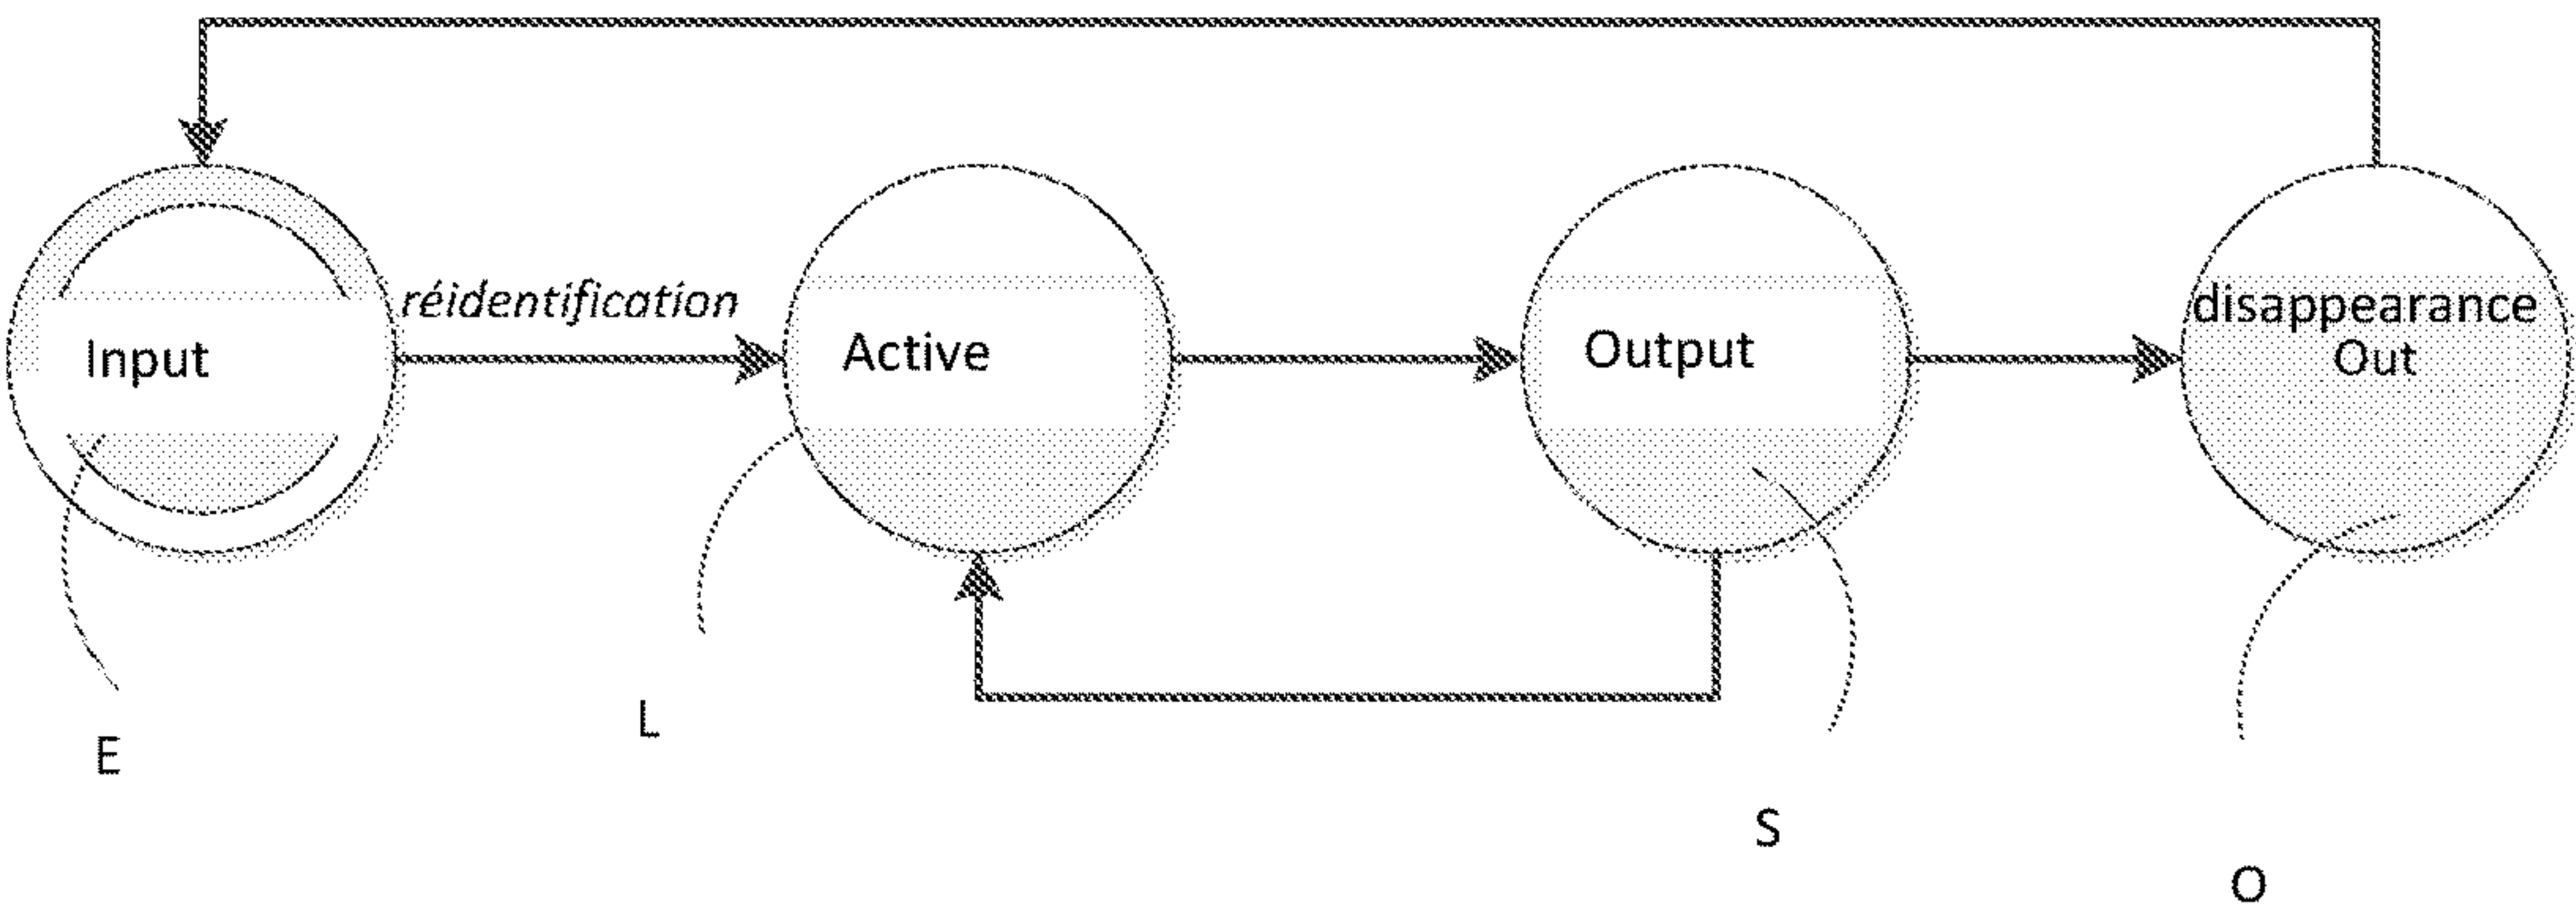 réidentification
Input
Active
Output
disappearance
Out
E
L
S
O